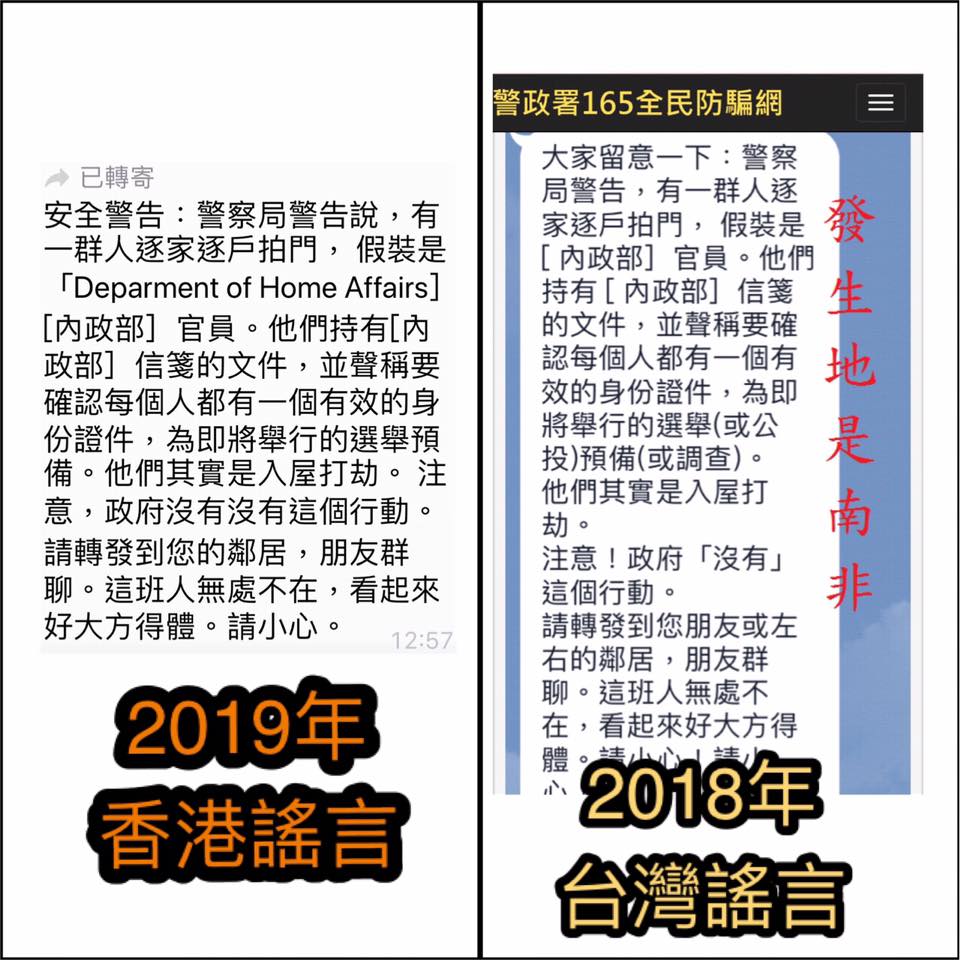 已轉寄
安全警告：警察局警告說，有
一群人逐家逐戶拍門， 假裝是
「Deparment of Home Affairs]
[內政部］ 官員。他們持有[內
政部］ 信箋的文件，並聲稱要
確認每個人都有一個有效的身
份證件，為即將舉行的選舉預
備。他們其實是入屋打劫。 注
意，政府沒有沒有這個行動。
請轉發到您的鄰居，朋友群
聊。這班人無處不在，看起來
好大方得體。請小心。
12:57
2019年
香港謠言
警政署165全民防騙網
大家留意一下：警察
局警告，有一群人逐
家逐戶拍門， 假裝是
[ 內政部］ 官員。他們
持有 [ 內政部］ 信箋
的文件，並聲稱要確
認每個人都有一個有
效的身份證件，為即
將舉行的選舉(或公
投)預備(或調查)。
他們其實是入屋打
劫。
注意！政府「沒有」
這個行動。
請轉發到您朋友或左
右的鄰居，朋友群
聊。這班人無處不
在，看起來好大方得
體。請小心！請小
心
發生地是南非
2018年
台灣謠言